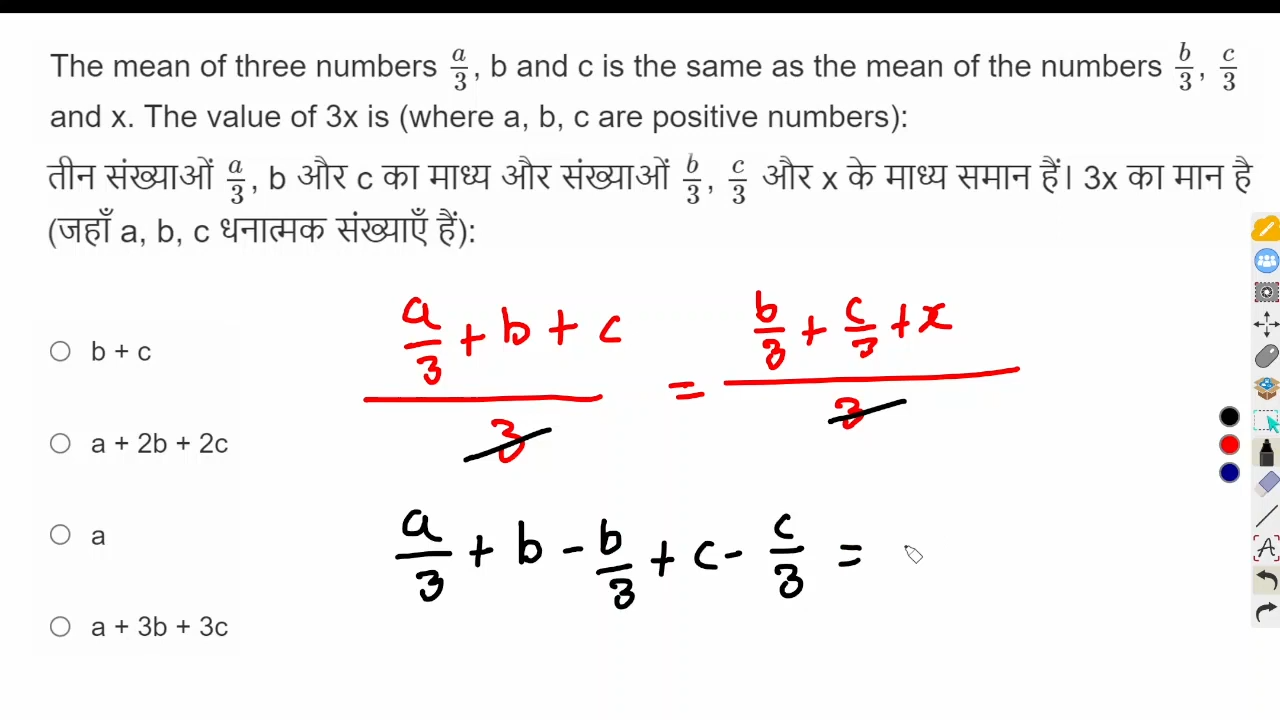 The mean of three numbers a/3, b and c is the same as the mean of the numbers b/3, c/3
and x. The value of 3x is (where a, b, c are positive numbers):
तीन संख्याओं a/3, b और c का माध्य और संख्याओं b/3, c/3 और x के माध्य समान हैं। 3x का मान है
(जहाँ a, b, c धनात्मक संख्याएँ हैं):
b + c
a + 2b + 2c
a
a + 3b + 3c
(a/3 + b + c)/3 = (b/3 + c/3 + x)/3
a/3 + b - b/3 + c - c/3 =
A